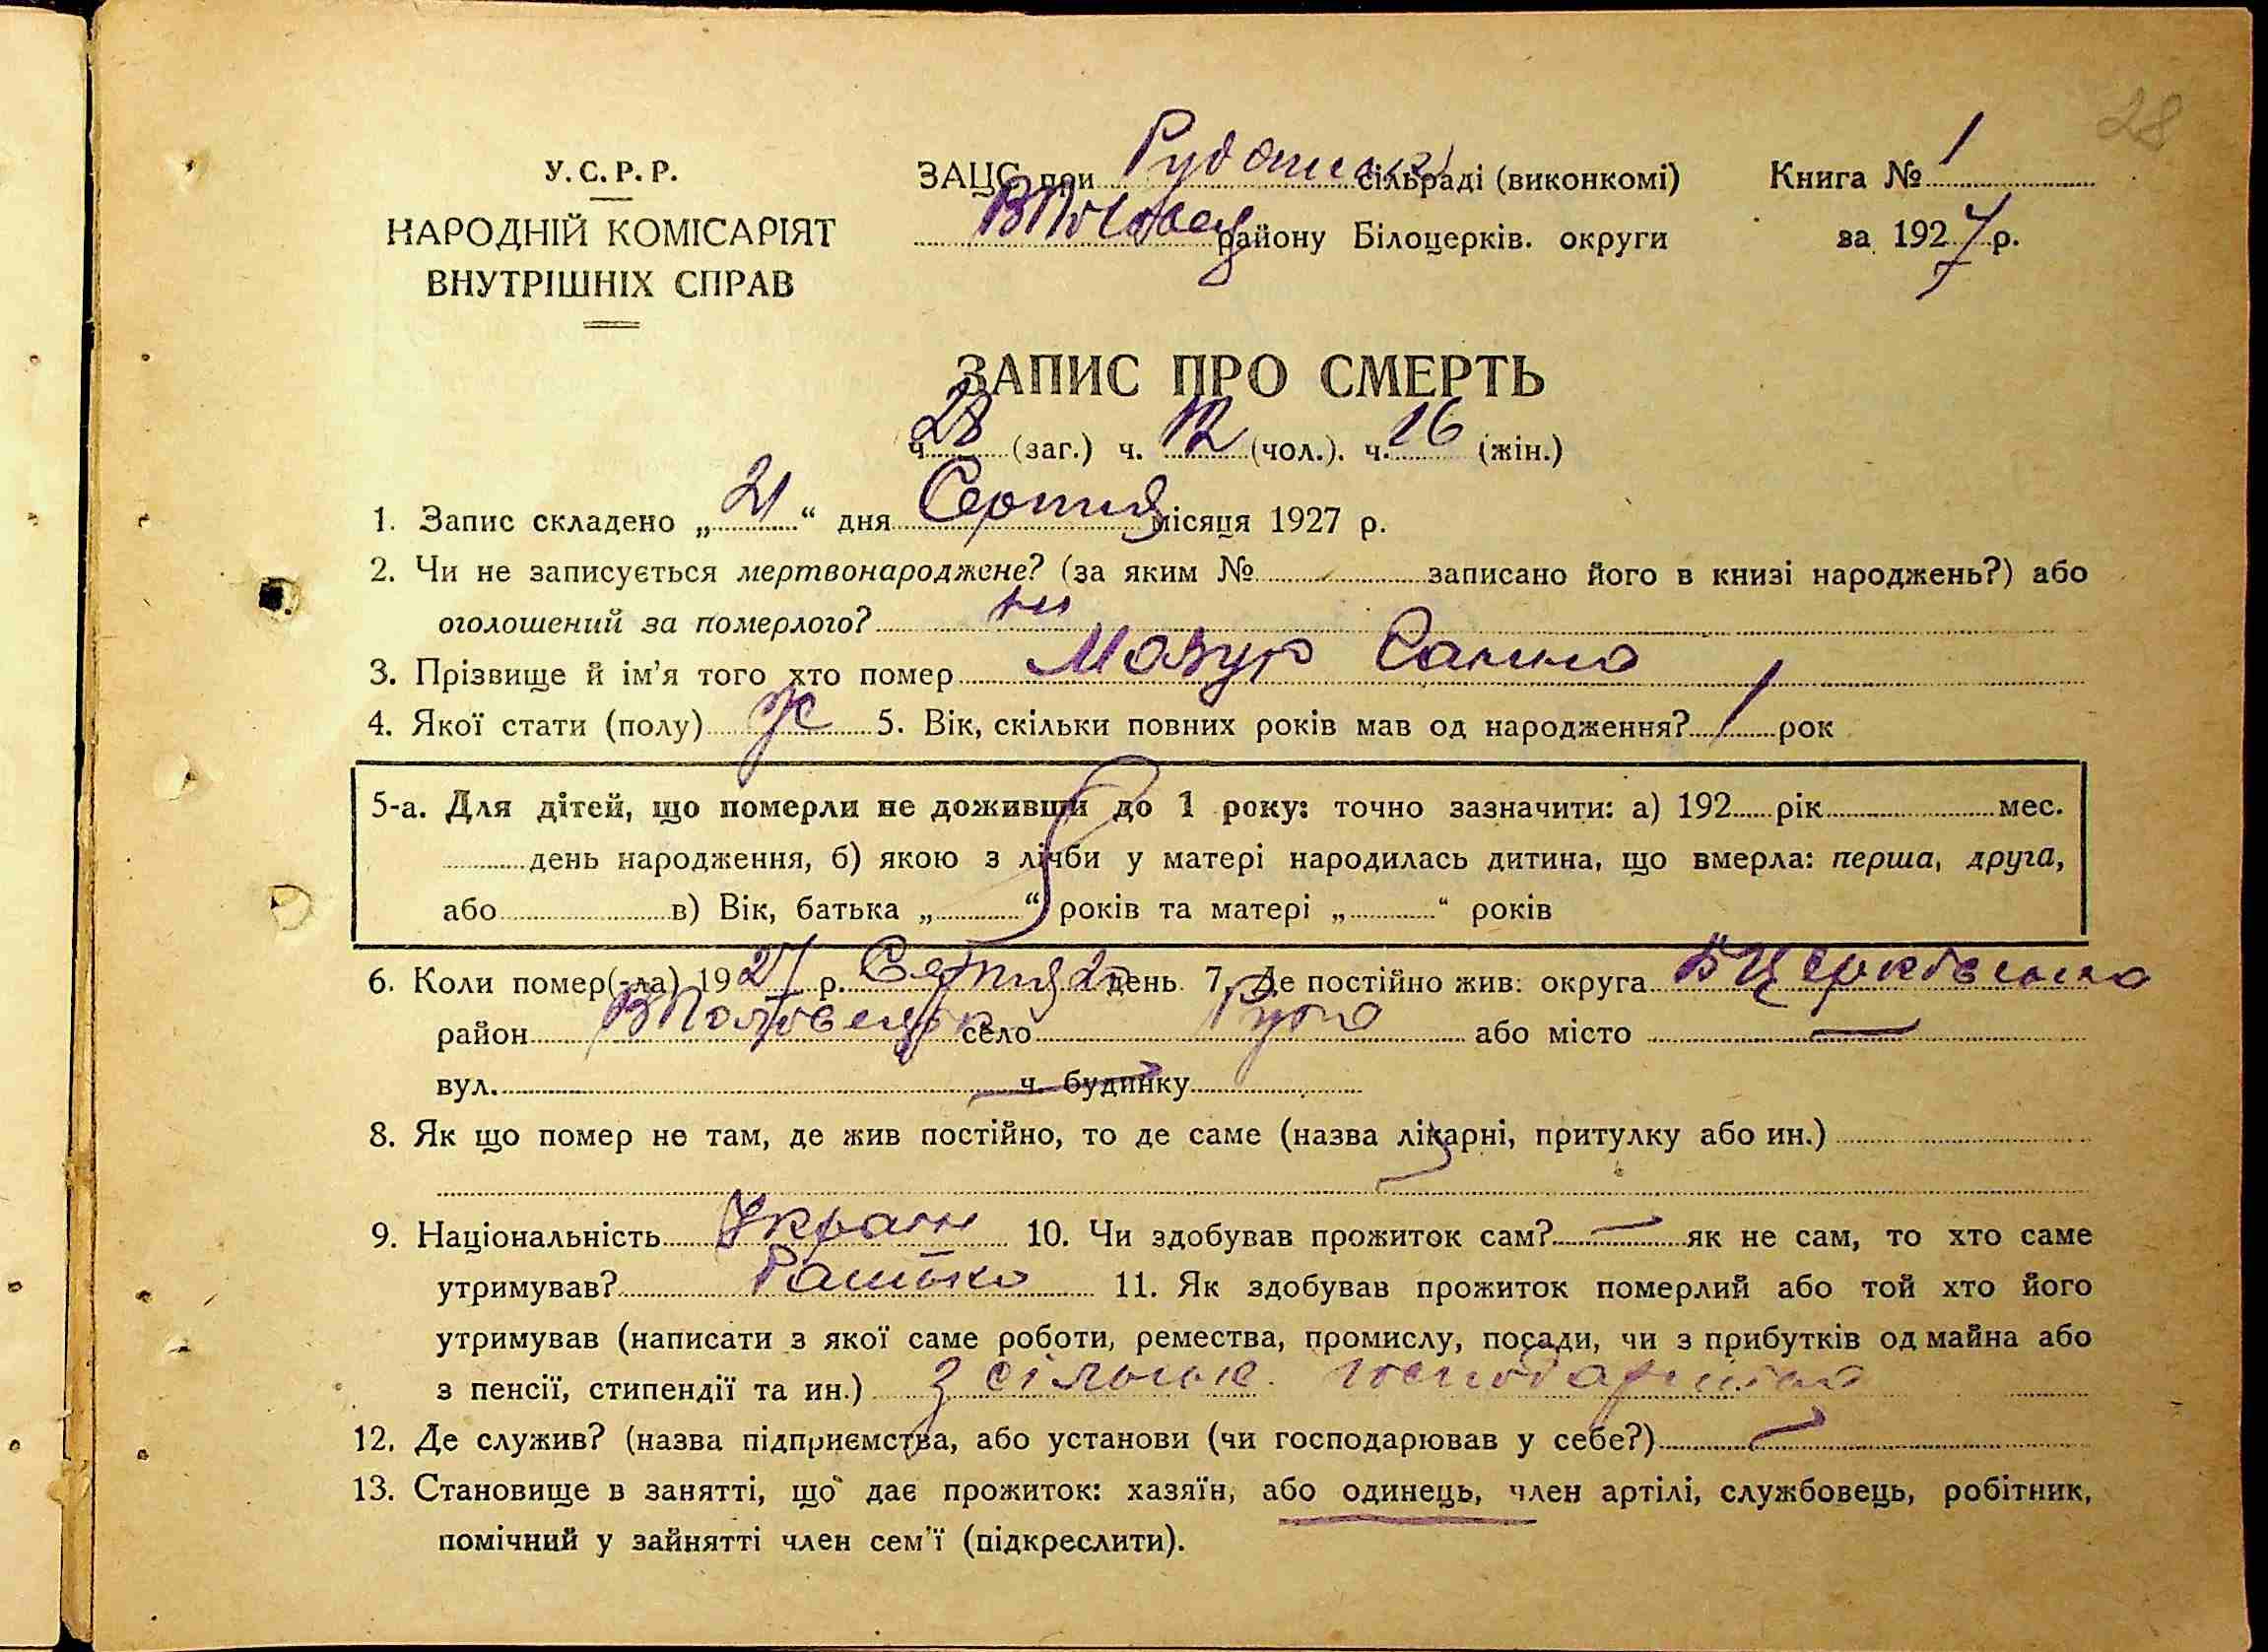 28
У. С. Р. Р.
НАРОДНІЙ КОМІСАРІЯТ
ВНУТРІШНІХ СПРАВ
ЗАЦС при сільраді (виконкомі)
ВПоловец району Білоцерків. округи
Книга № 1
за 1927 р.
ЗАПИС ПРО СМЕРТЬ
ч. 28 (заг.) ч. 12 (чол.). ч. 16 (жін.)
1. Запис складено „21“ дня Серпня місяця 1927 р.
2. Чи не записується мертвонароджене? (за яким № записано його в книзі народжень?) або
оголошений за померлого? ні
3. Прізвище й ім'я того хто помер Мазур
4. Якої стати (полу) ж 5. Вік, скільки повних років мав од народження? 1 рок
5-а. Для дітей, що померли не доживши до 1 року: точно зазначити: а) 192 рік мес.
день народження, б) якою з лічби у матері народилась дитина, що вмерла: перша, друга,
або в) Вік, батька „ “ років та матері „ “ років
6. Коли помер(-ла) 1927 р. Серпня день 7. Де постійно жив: округа БЦерківська
район ВПоловецьк село Рута або місто —
вул. ч. будинку
8. Як що помер не там, де жив постійно, то де саме (назва лікарні, притулку або ин.)
9. Національність Україн 10. Чи здобував прожиток сам? — як не сам, то хто саме
утримував? Батько 11. Як здобував прожиток померлий або той хто його
утримував (написати з якої саме роботи, ремества, промислу, посади, чи з прибутків од майна або
з пенсії, стипендії та ин.) З сільськ. господарства
12. Де служив? (назва підприємства, або установи (чи господарював у себе?) —
13. Становище в занятті, що дає прожиток: хазяїн, або одинець, член артілі, службовець, робітник,
помічний у зайнятті член сем'ї (підкреслити).